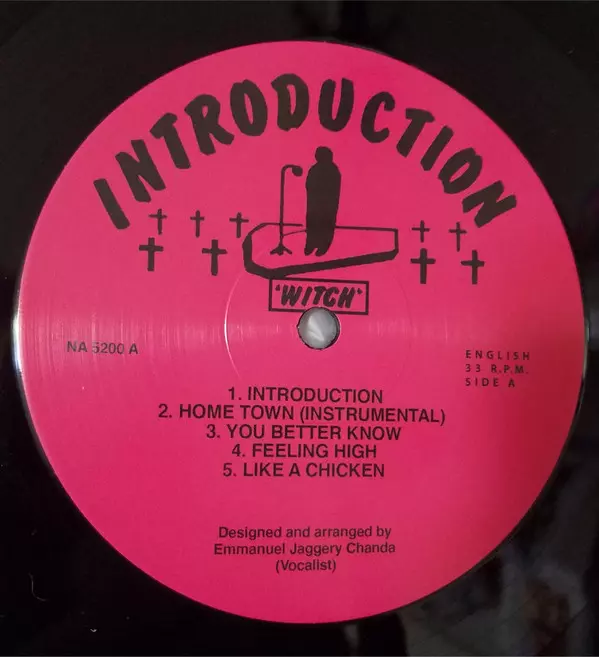 INTRODUCTION
'WITCH'
NA 5200 A
ENGLISH
33 R.P.M.
SIDE A
1. INTRODUCTION
2. HOME TOWN (INSTRUMENTAL)
3. YOU BETTER KNOW
4. FEELING HIGH
5. LIKE A CHICKEN
Designed and arranged by
Emmanuel Jaggery Chanda
(Vocalist)